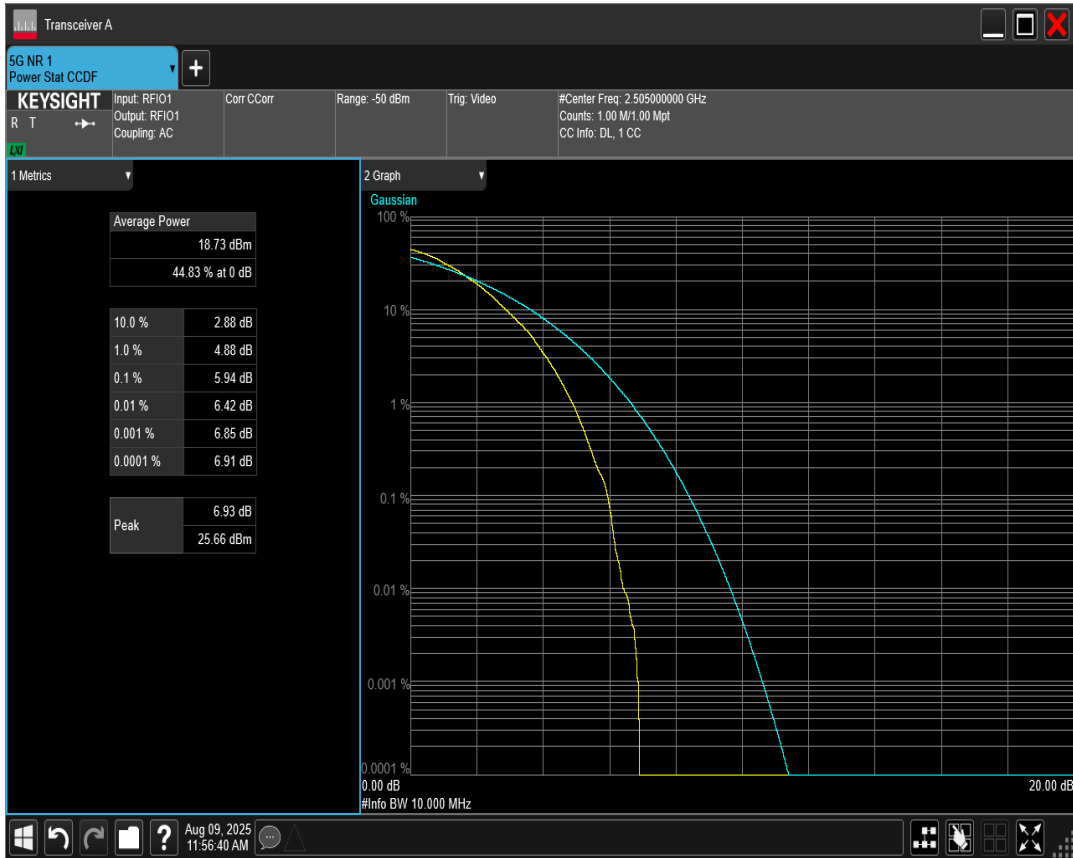 Transceiver A
5G NR 1
Power Stat CCDF
+
KEYSIGHT
R T
LXI
Input: RFIO1
Output: RFIO1
Coupling: AC
Corr CCorr
Range: -50 dBm
Trig: Video
#Center Freq: 2.505000000 GHz
Counts: 1.00 M/1.00 Mpt
CC Info: DL, 1 CC
1 Metrics
Average Power
18.73 dBm
44.83 % at 0 dB
10.0 % 2.88 dB
1.0 % 4.88 dB
0.1 % 5.94 dB
0.01 % 6.42 dB
0.001 % 6.85 dB
0.0001 % 6.91 dB
Peak
6.93 dB
25.66 dBm
2 Graph
Gaussian
100 %
10 %
1 %
0.1 %
0.01 %
0.001 %
0.0001 %
0.00 dB 20.00 dB
#Info BW 10.000 MHz
?
Aug 09, 2025
11:56:40 AM